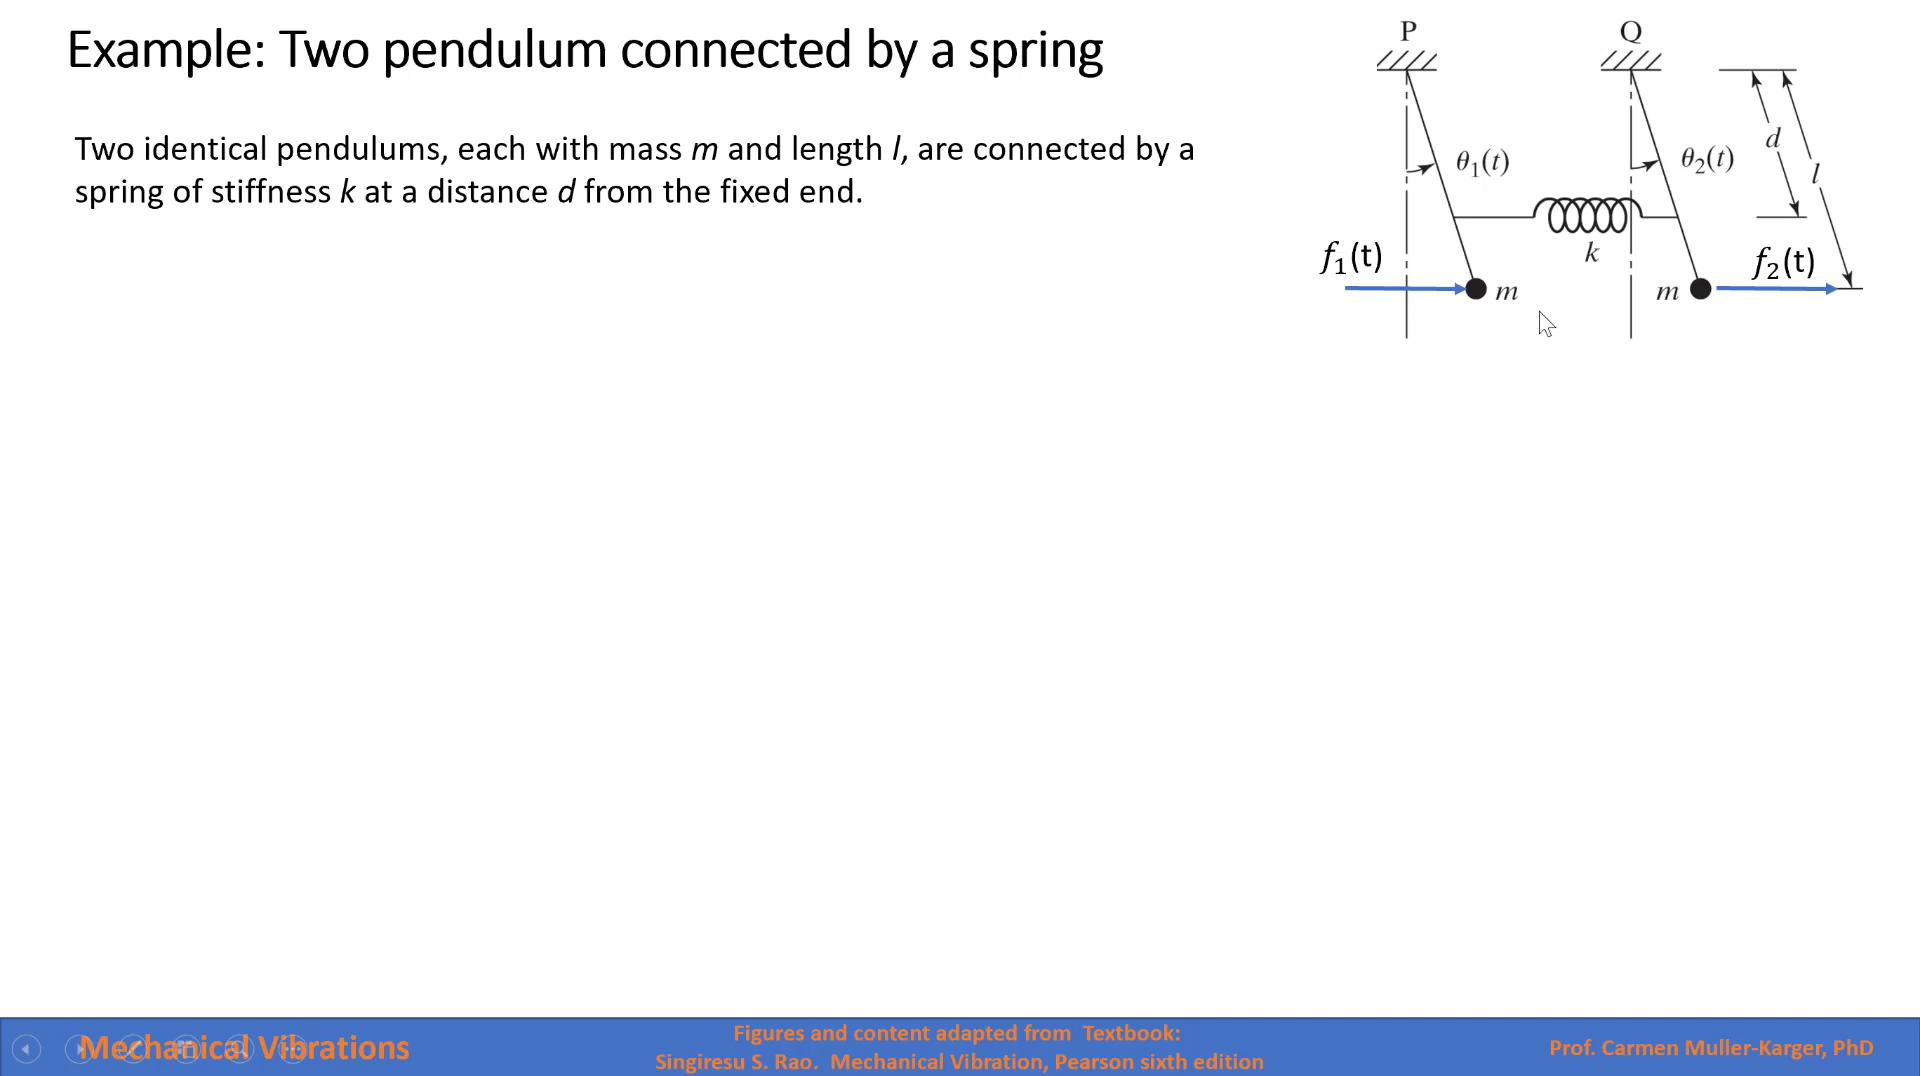 Example: Two pendulum connected by a spring
Two identical pendulums, each with mass m and length l, are connected by a
spring of stiffness k at a distance d from the fixed end.
P
Q
θ₁(t)
θ₂(t)
d
l
k
f₁(t)
f₂(t)
m
m
Mechanical Vibrations
Figures and content adapted from Textbook:
Singiresu S. Rao. Mechanical Vibration, Pearson sixth edition
Prof. Carmen Muller-Karger, PhD